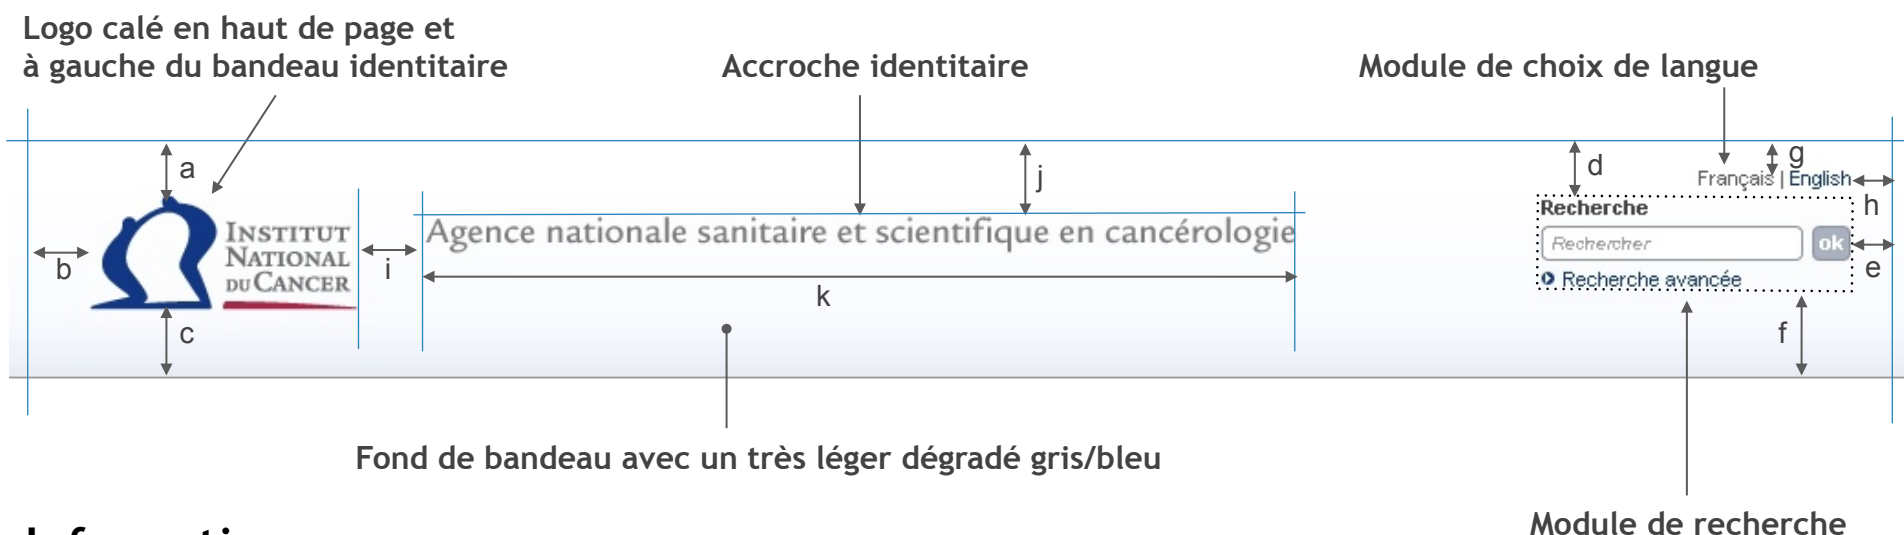 Logo calé en haut de page et
à gauche du bandeau identitaire
Accroche identitaire
Module de choix de langue
a
j
d
g
Français | English
h
b
INSTITUT
NATIONAL
DU CANCER
i
Agence nationale sanitaire et scientifique en cancérologie
k
Recherche
Rechercher
ok
e
Recherche avancée
c
f
Fond de bandeau avec un très léger dégradé gris/bleu
Module de recherche